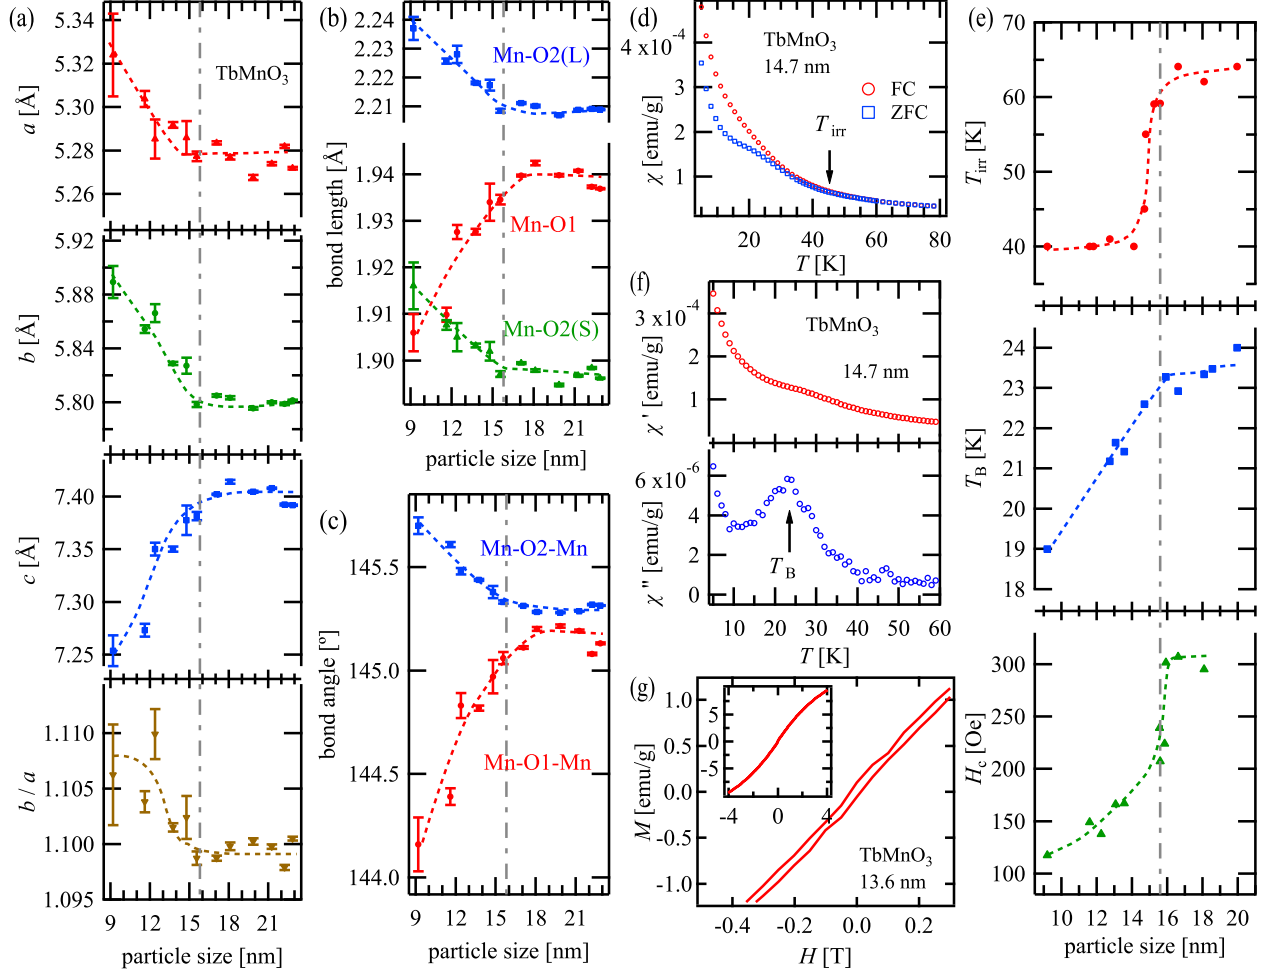 (a)
5.34
5.32
5.30
5.28
5.26
a [Å]
TbMnO3
5.92
5.88
5.84
5.80
b [Å]
7.40
7.35
7.30
7.25
c [Å]
1.110
1.105
1.100
1.095
b / a
9 12 15 18 21
particle size [nm]
(b)
2.24
2.23
2.22
2.21
Mn-O2(L)
1.94
1.93
1.92
1.91
1.90
bond length [Å]
Mn-O1
Mn-O2(S)
9 12 15 18 21
particle size [nm]
(c)
145.5
145.0
144.5
144.0
bond angle [°]
Mn-O2-Mn
Mn-O1-Mn
9 12 15 18 21
particle size [nm]
(d)
4 x10-4
3
2
1
χ [emu/g]
TbMnO3
14.7 nm
FC
ZFC
Tirr
20 40 60 80
T [K]
(f)
3 x10-4
2
1
χ ' [emu/g]
TbMnO3
14.7 nm
6 x10-6
4
2
0
χ '' [emu/g]
TB
10 20 30 40 50 60
T [K]
(g)
1.0
0.5
0.0
-0.5
-1.0
M [emu/g]
5
0
-5
-4 0 4
TbMnO3
13.6 nm
-0.4 -0.2 0.0 0.2
H [T]
(e)
70
60
50
40
Tirr [K]
24
23
22
21
20
19
18
TB [K]
300
250
200
150
100
Hc [Oe]
10 12 14 16 18 20
particle size [nm]